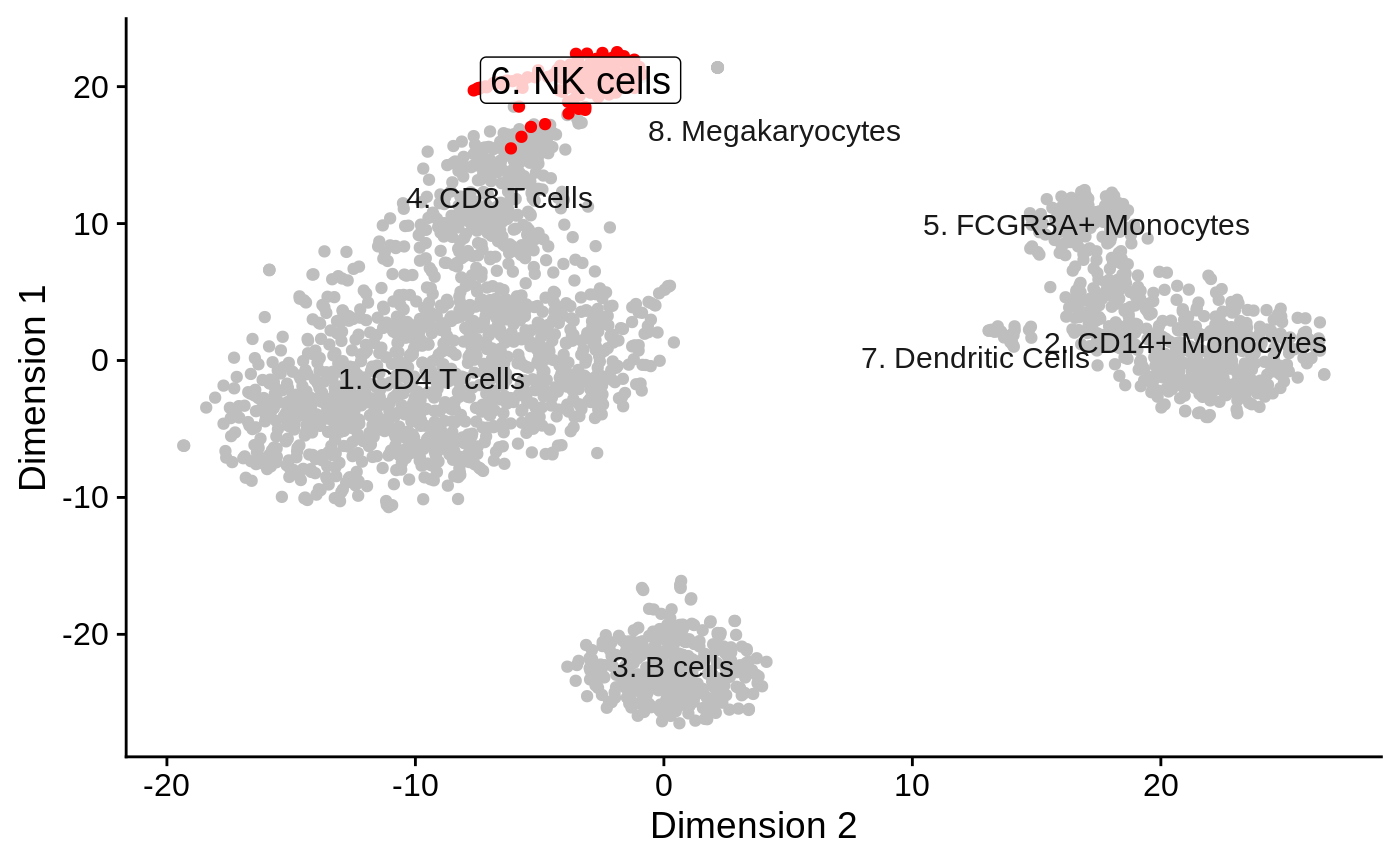 20
10
0
-10
-20
Dimension 1
6. NK cells
8. Megakaryocytes
4. CD8 T cells
5. FCGR3A+ Monocytes
2. CD14+ Monocytes
7. Dendritic Cells
1. CD4 T cells
3. B cells
-20 -10 0 10 20
Dimension 2